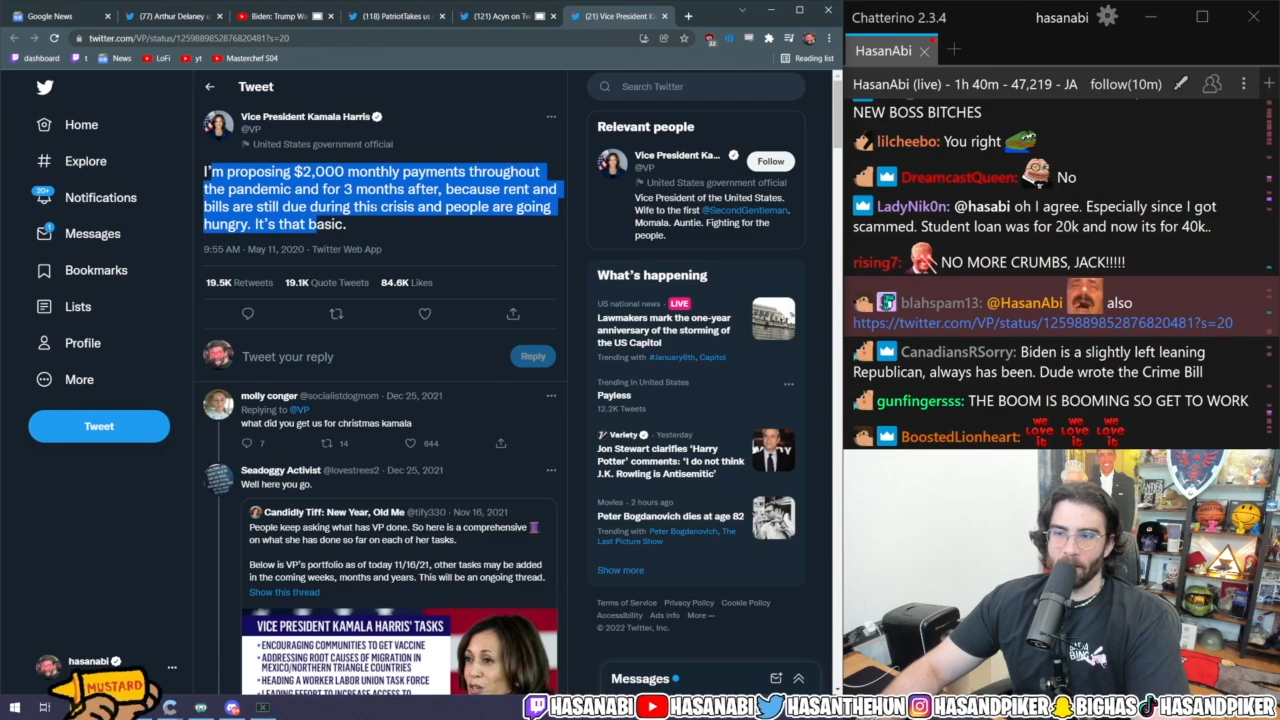 Google News
(77) Arthur Delaney
Biden: Trump Wa
(118) PatriotTakes us
(121) Acyn on Tw
(21) Vice President K
twitter.com/VP/status/1259889852876820481?s=20
dashboard
t
News
LoFi
yt
Masterchef S04
22
Reading list
Home
Explore
20+
Notifications
1
Messages
Bookmarks
Lists
Profile
More
Tweet
hasanabi
MUSTARD
Tweet
Vice President Kamala Harris
@VP
United States government official
I'm proposing $2,000 monthly payments throughout
the pandemic and for 3 months after, because rent and
bills are still due during this crisis and people are going
hungry. It's that basic.
9:55 AM · May 11, 2020 · Twitter Web App
19.5K Retweets 19.1K Quote Tweets 84.6K Likes
Tweet your reply
Reply
molly conger @socialistdogmom · Dec 25, 2021
Replying to @VP
what did you get us for christmas kamala
7 14 644
Seadoggy Activist @lovestrees2 · Dec 25, 2021
Well here you go.
Candidly Tiff: New Year, Old Me @tify330 · Nov 16, 2021
People keep asking what has VP done. So here is a comprehensive
on what she has done so far on each of her tasks.
Below is VP's portfolio as of today 11/16/21, other tasks may be added
in the coming weeks, months and years. This will be an ongoing thread.
Show this thread
VICE PRESIDENT KAMALA HARRIS' TASKS
• ENCOURAGING COMMUNITIES TO GET VACCINE
• ADDRESSING ROOT CAUSES OF MIGRATION IN
MEXICO/NORTHERN TRIANGLE COUNTRIES
• HEADING A WORKER LABOR UNION TASK FORCE
• LEADING EFFORT TO INCREASE ACCESS TO
Search Twitter
Relevant people
Vice President Ka...
@VP
Follow
United States government official
Vice President of the United States.
Wife to the first @SecondGentleman.
Momala. Auntie. Fighting for the
people.
What's happening
US national news · LIVE
Lawmakers mark the one-year
anniversary of the storming of
the US Capitol
Trending with #January6th, Capitol
Trending in United States
Payless
12.2K Tweets
Variety · Yesterday
Jon Stewart clarifies 'Harry
Potter' comments: 'I do not think
J.K. Rowling is Antisemitic'
Movies · 2 hours ago
Peter Bogdanovich dies at age 82
Trending with Peter Bogdanovich, The
Last Picture Show
Show more
Terms of Service Privacy Policy Cookie Policy
Accessibility Ads info More ···
© 2022 Twitter, Inc.
Messages
Chatterino 2.3.4
hasanabi
HasanAbi
HasanAbi (live) - 1h 40m - 47,219 - JA
follow(10m)
NEW BOSS BITCHES
lilcheebo: You right
DreamcastQueen: No
LadyNik0n: @hasabi oh I agree. Especially since I got
scammed. Student loan was for 20k and now its for 40k..
rising7: NO MORE CRUMBS, JACK!!!!!
blahspam13: @HasanAbi also
https://twitter.com/VP/status/1259889852876820481?s=20
CanadiansRSorry: Biden is a slightly left leaning
Republican, always has been. Dude wrote the Crime Bill
gunfingersss: THE BOOM IS BOOMING SO GET TO WORK
BoostedLionheart: WE LOVE it WE LOVE it WE LOVE it
HASANABI HASANABI HASANTHEHUN HASANDPIKER BIGHAS HASANDPIKER